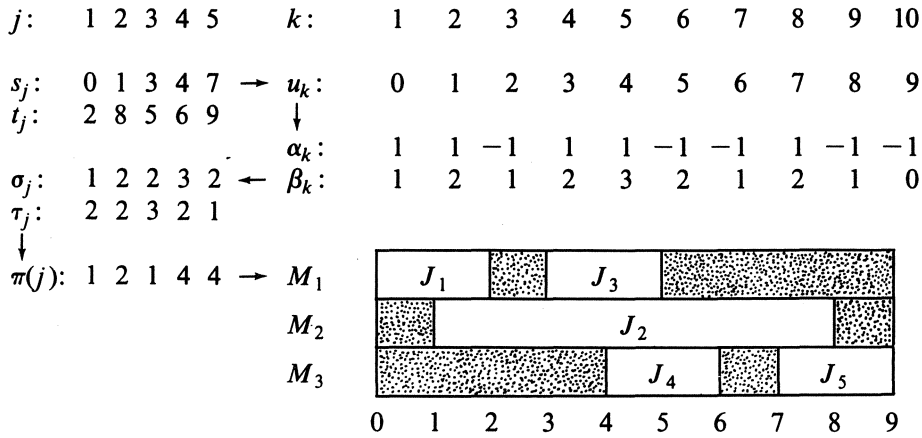 j: 1 2 3 4 5 k: 1 2 3 4 5 6 7 8 9 10
s_j: 0 1 3 4 7 → u_k: 0 1 2 3 4 5 6 7 8 9
t_j: 2 8 5 6 9 ↓
α_k: 1 1 −1 1 1 −1 −1 1 −1 −1
σ_j: 1 2 2 3 2 ← β_k: 1 2 1 2 3 2 1 2 1 0
τ_j: 2 2 3 2 1
↓
π(j): 1 2 1 4 4 → M_1 J_1 J_3
M_2 J_2
M_3 J_4 J_5
0 1 2 3 4 5 6 7 8 9